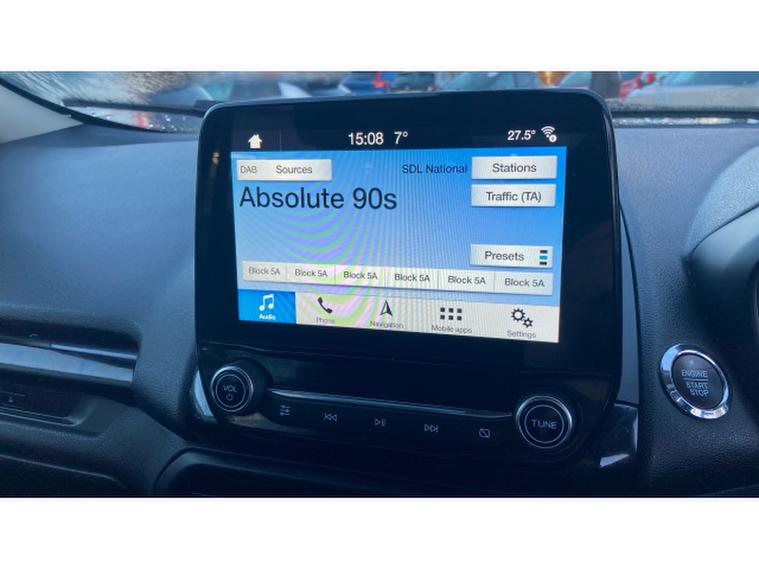 15:08 7° 27.5°
DAB Sources SDL National Stations
Absolute 90s Traffic (TA)
Presets
Block 5A Block 5A Block 5A Block 5A Block 5A Block 5A
Audio Phone Navigation Mobile apps Settings
VOL TUNE
ENGINE
START
STOP